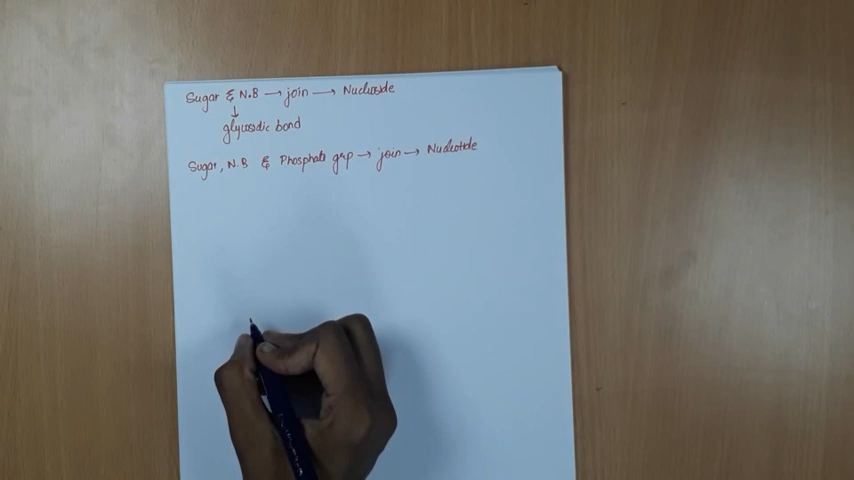 Sugar & N.B → join → Nucleoside
↓
glycosidic bond
Sugar, N.B & Phosphate grp → join → Nucleotide